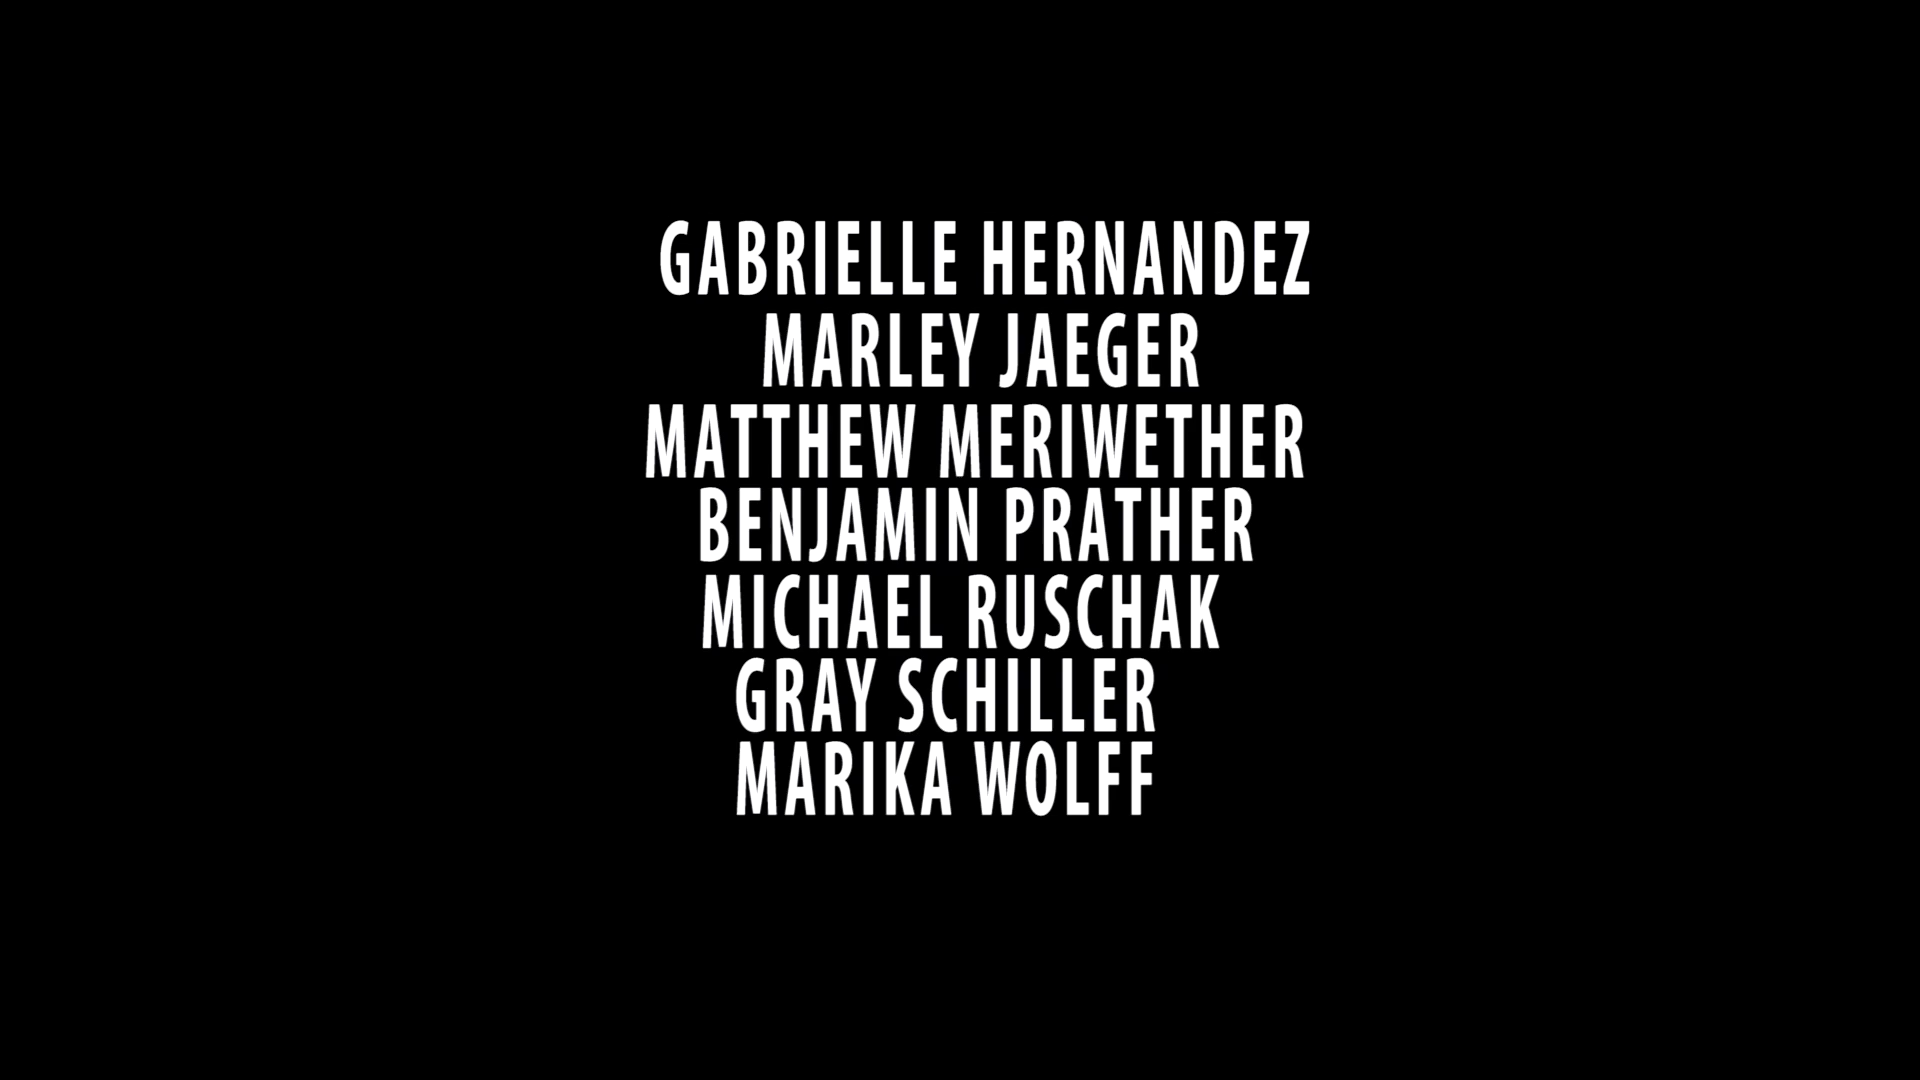 GABRIELLE HERNANDEZ
MARLEY JAEGER
MATTHEW MERIWETHER
BENJAMIN PRATHER
MICHAEL RUSCHAK
GRAY SCHILLER
MARIKA WOLFF